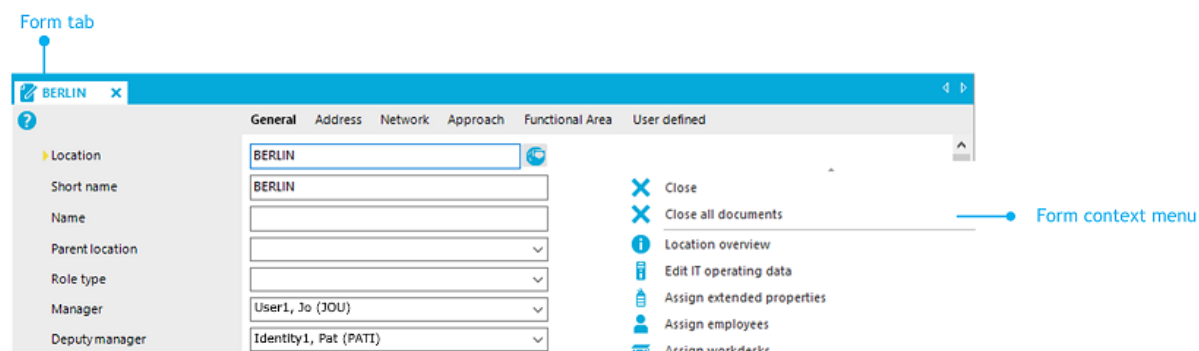 Form tab
BERLIN
General Address Network Approach Functional Area User defined
Location BERLIN
Short name BERLIN
Close
Name
Close all documents
Form context menu
Parent location
Location overview
Role type
Edit IT operating data
Manager User1, Jo (JOU)
Assign extended properties
Deputy manager Identity1, Pat (PATI)
Assign employees
Assign workdesks